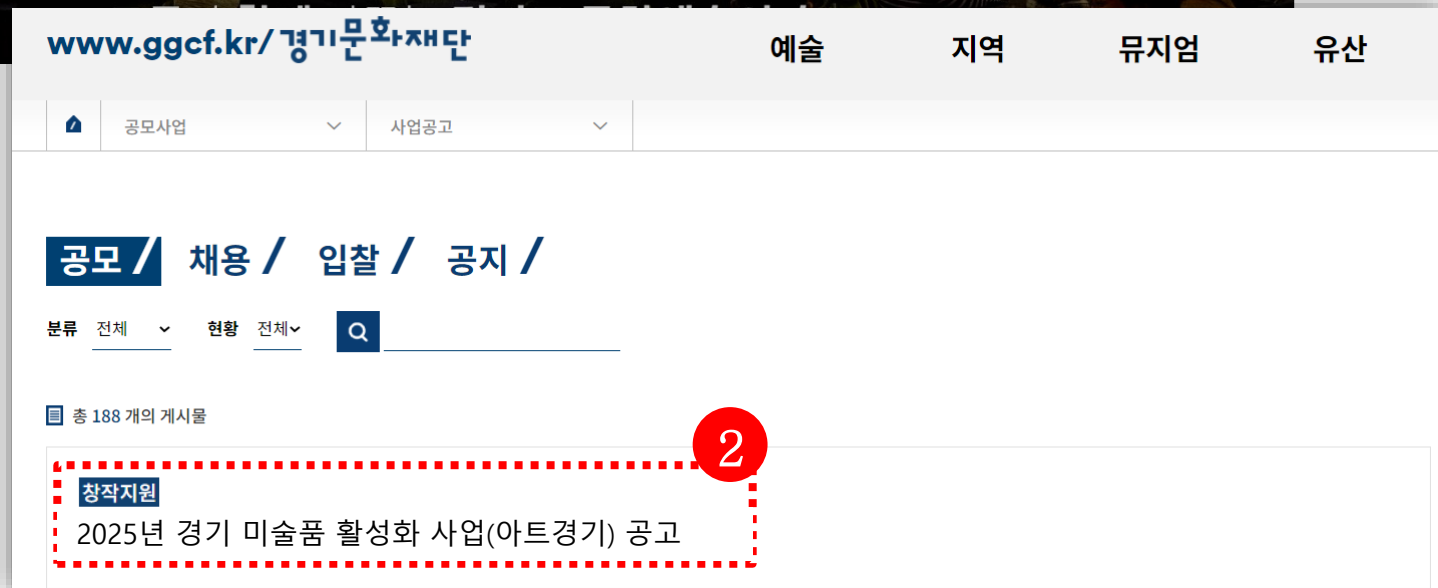 www.ggcf.kr/경기문화재단
예술 지역 뮤지엄 유산
공모사업 사업공고
공모/ 채용/ 입찰/ 공지/
분류 전체 현황 전체
총 188 개의 게시물
2
창작지원
2025년 경기 미술품 활성화 사업(아트경기) 공고